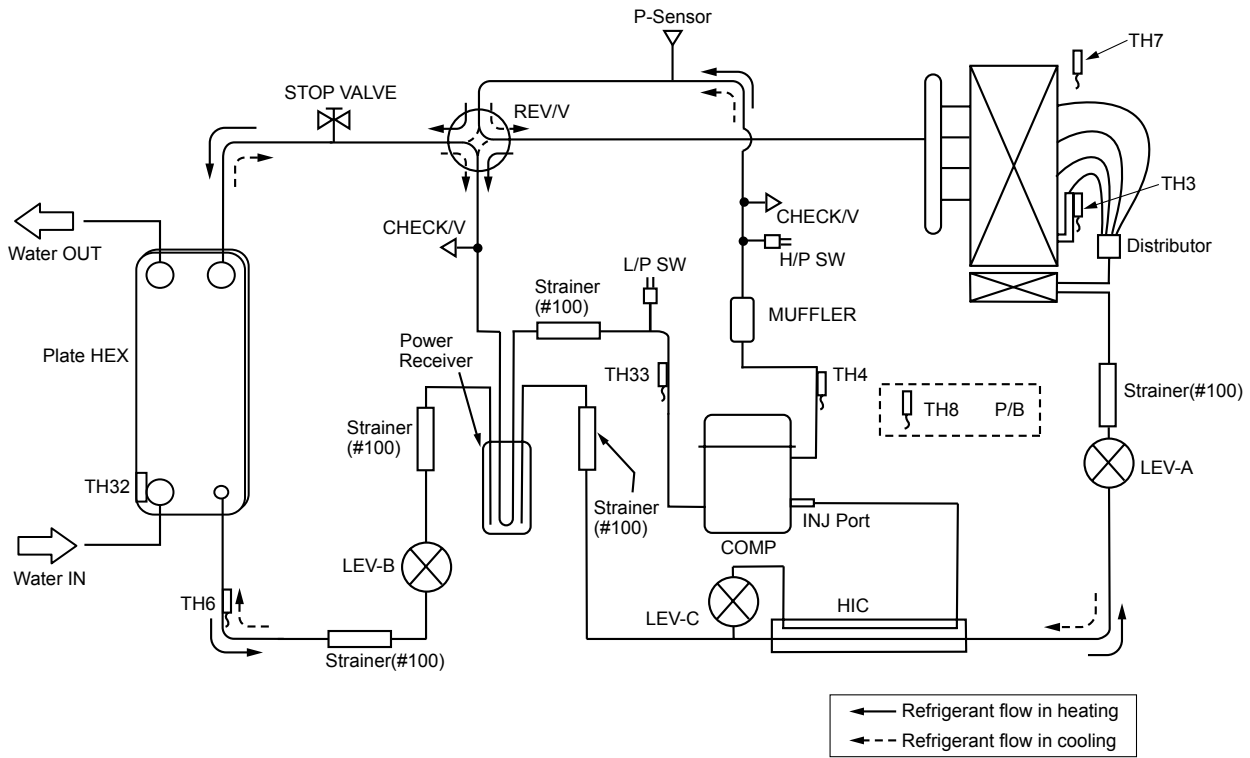 P-Sensor
TH7
STOP VALVE
REV/V
TH3
Water OUT
CHECK/V
CHECK/V
Distributor
H/P SW
L/P SW
Strainer
(#100)
MUFFLER
Plate HEX
Power
Receiver
TH33
TH4
Strainer(#100)
TH8 P/B
Strainer
(#100)
LEV-A
TH32
Strainer
(#100)
INJ Port
COMP
LEV-B
Water IN
TH6
LEV-C
HIC
Strainer(#100)
Refrigerant flow in heating
Refrigerant flow in cooling